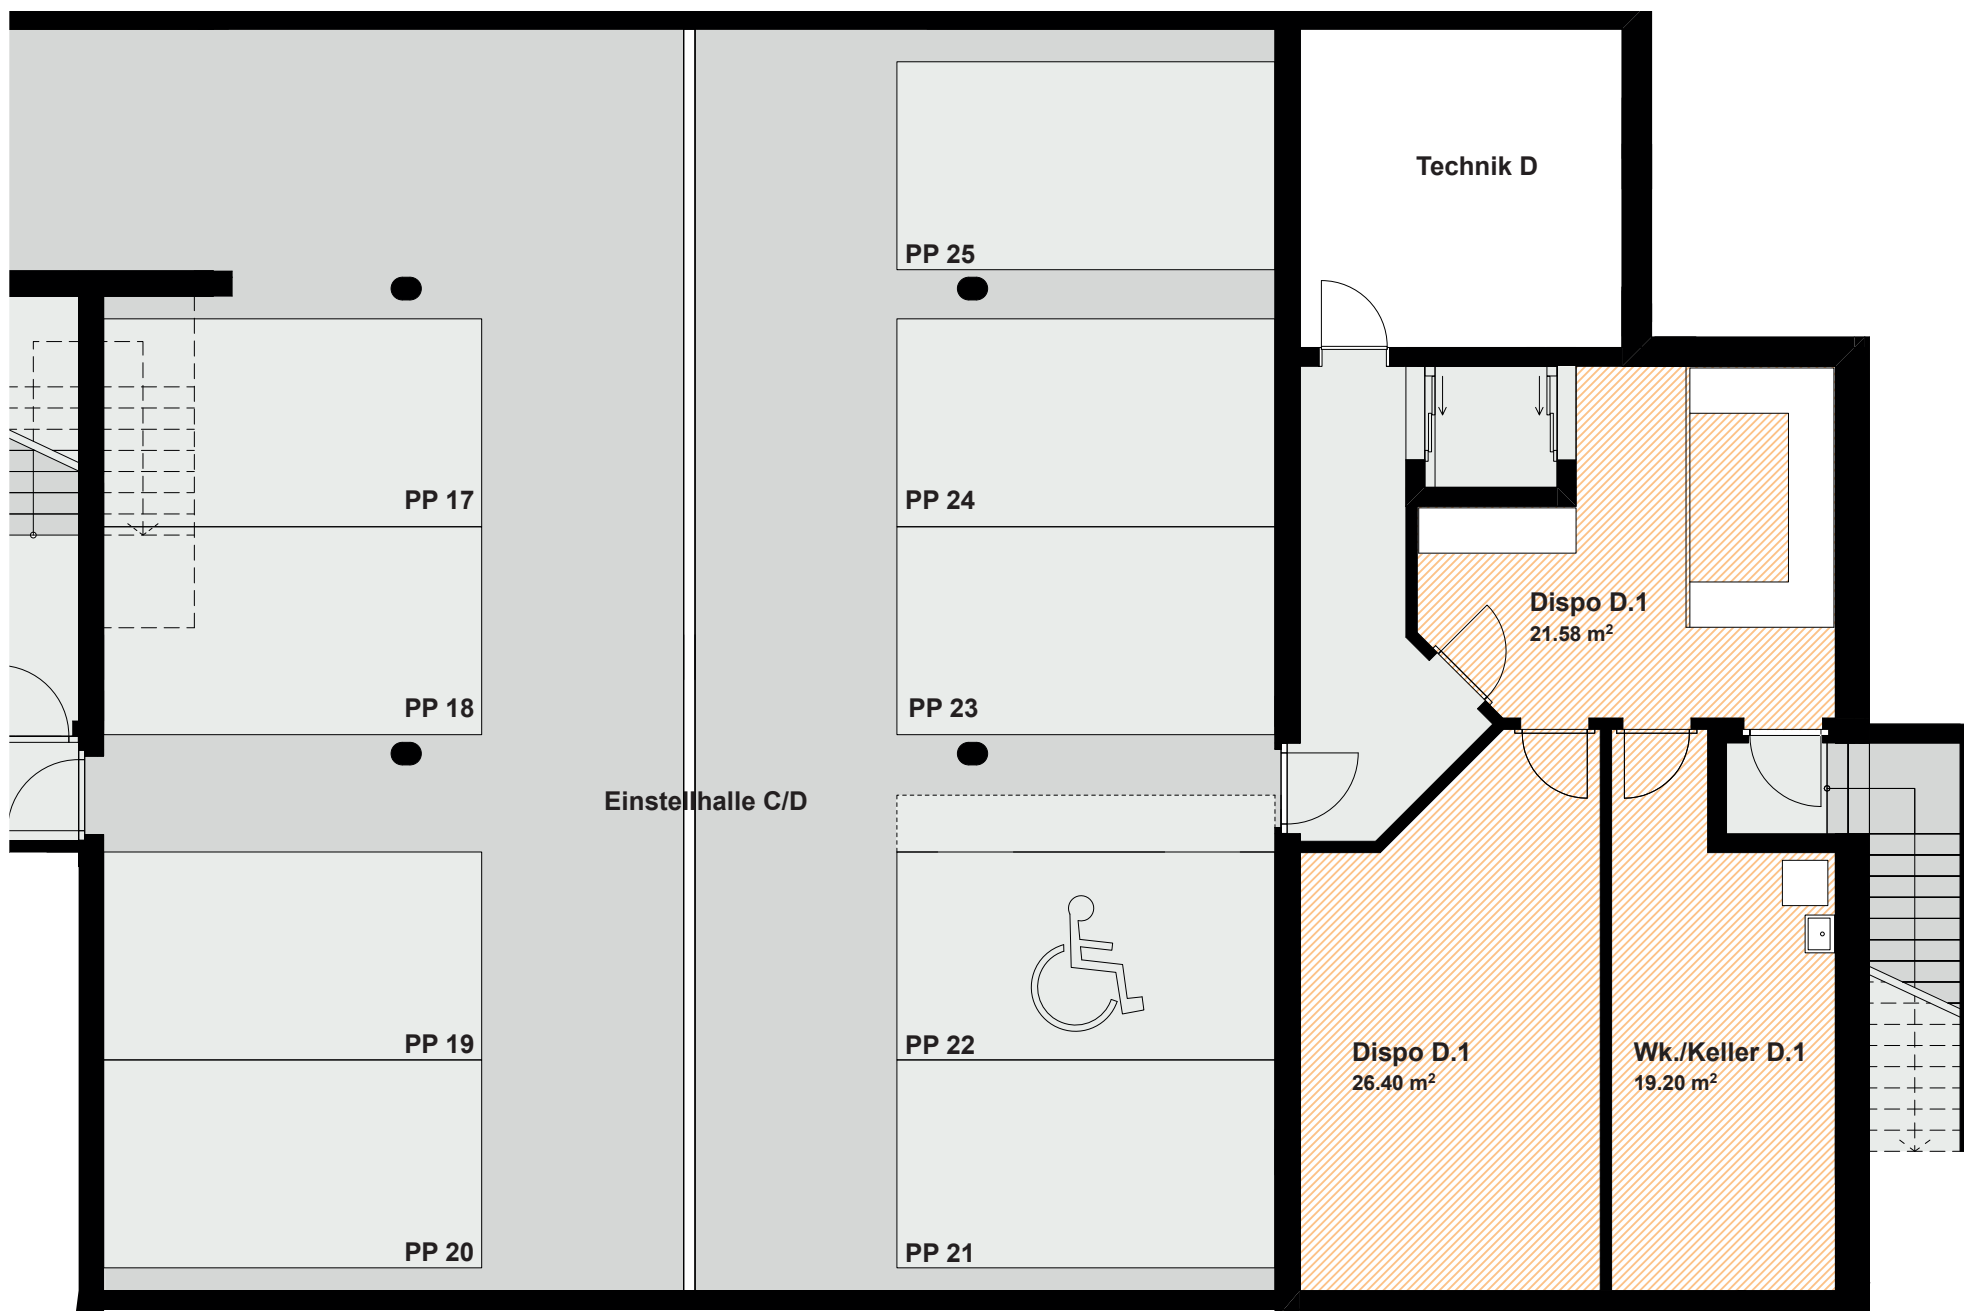 Technik D
PP 25
PP 17
PP 24
Dispo D.1
21.58 m²
PP 18
PP 23
Einstellhalle C/D
PP 19
PP 22
Dispo D.1
26.40 m²
Wk./Keller D.1
19.20 m²
PP 20
PP 21